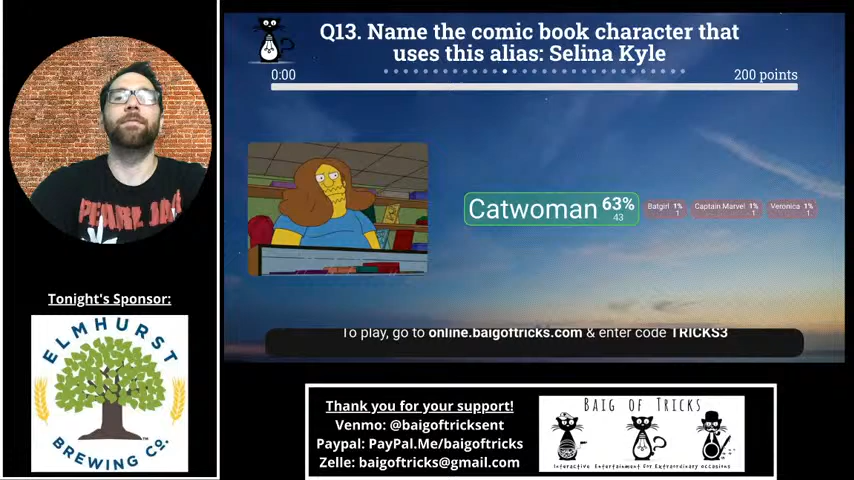 Q13. Name the comic book character that
uses this alias: Selina Kyle
0:00
200 points
Catwoman 63%
43
Batgirl 1%
1
Captain Marvel 1%
1
Veronica 1%
1
To play, go to online.baigoftricks.com & enter code TRICKS3
PEARL JAM
Tonight's Sponsor:
ELMHURST
BREWING CO.
TM
Thank you for your support!
Venmo: @baigoftricksent
Paypal: PayPal.Me/baigoftricks
Zelle: baigoftricks@gmail.com
BAIG OF TRICKS
Interactive Entertainment for Extraordinary occasions